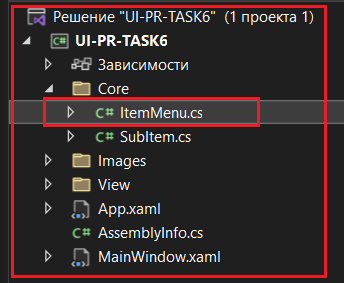 Решение "UI-PR-TASK6" (1 проекта 1)
C# UI-PR-TASK6
Зависимости
Core
C# ItemMenu.cs
C# SubItem.cs
Images
View
App.xaml
C# AssemblyInfo.cs
MainWindow.xaml